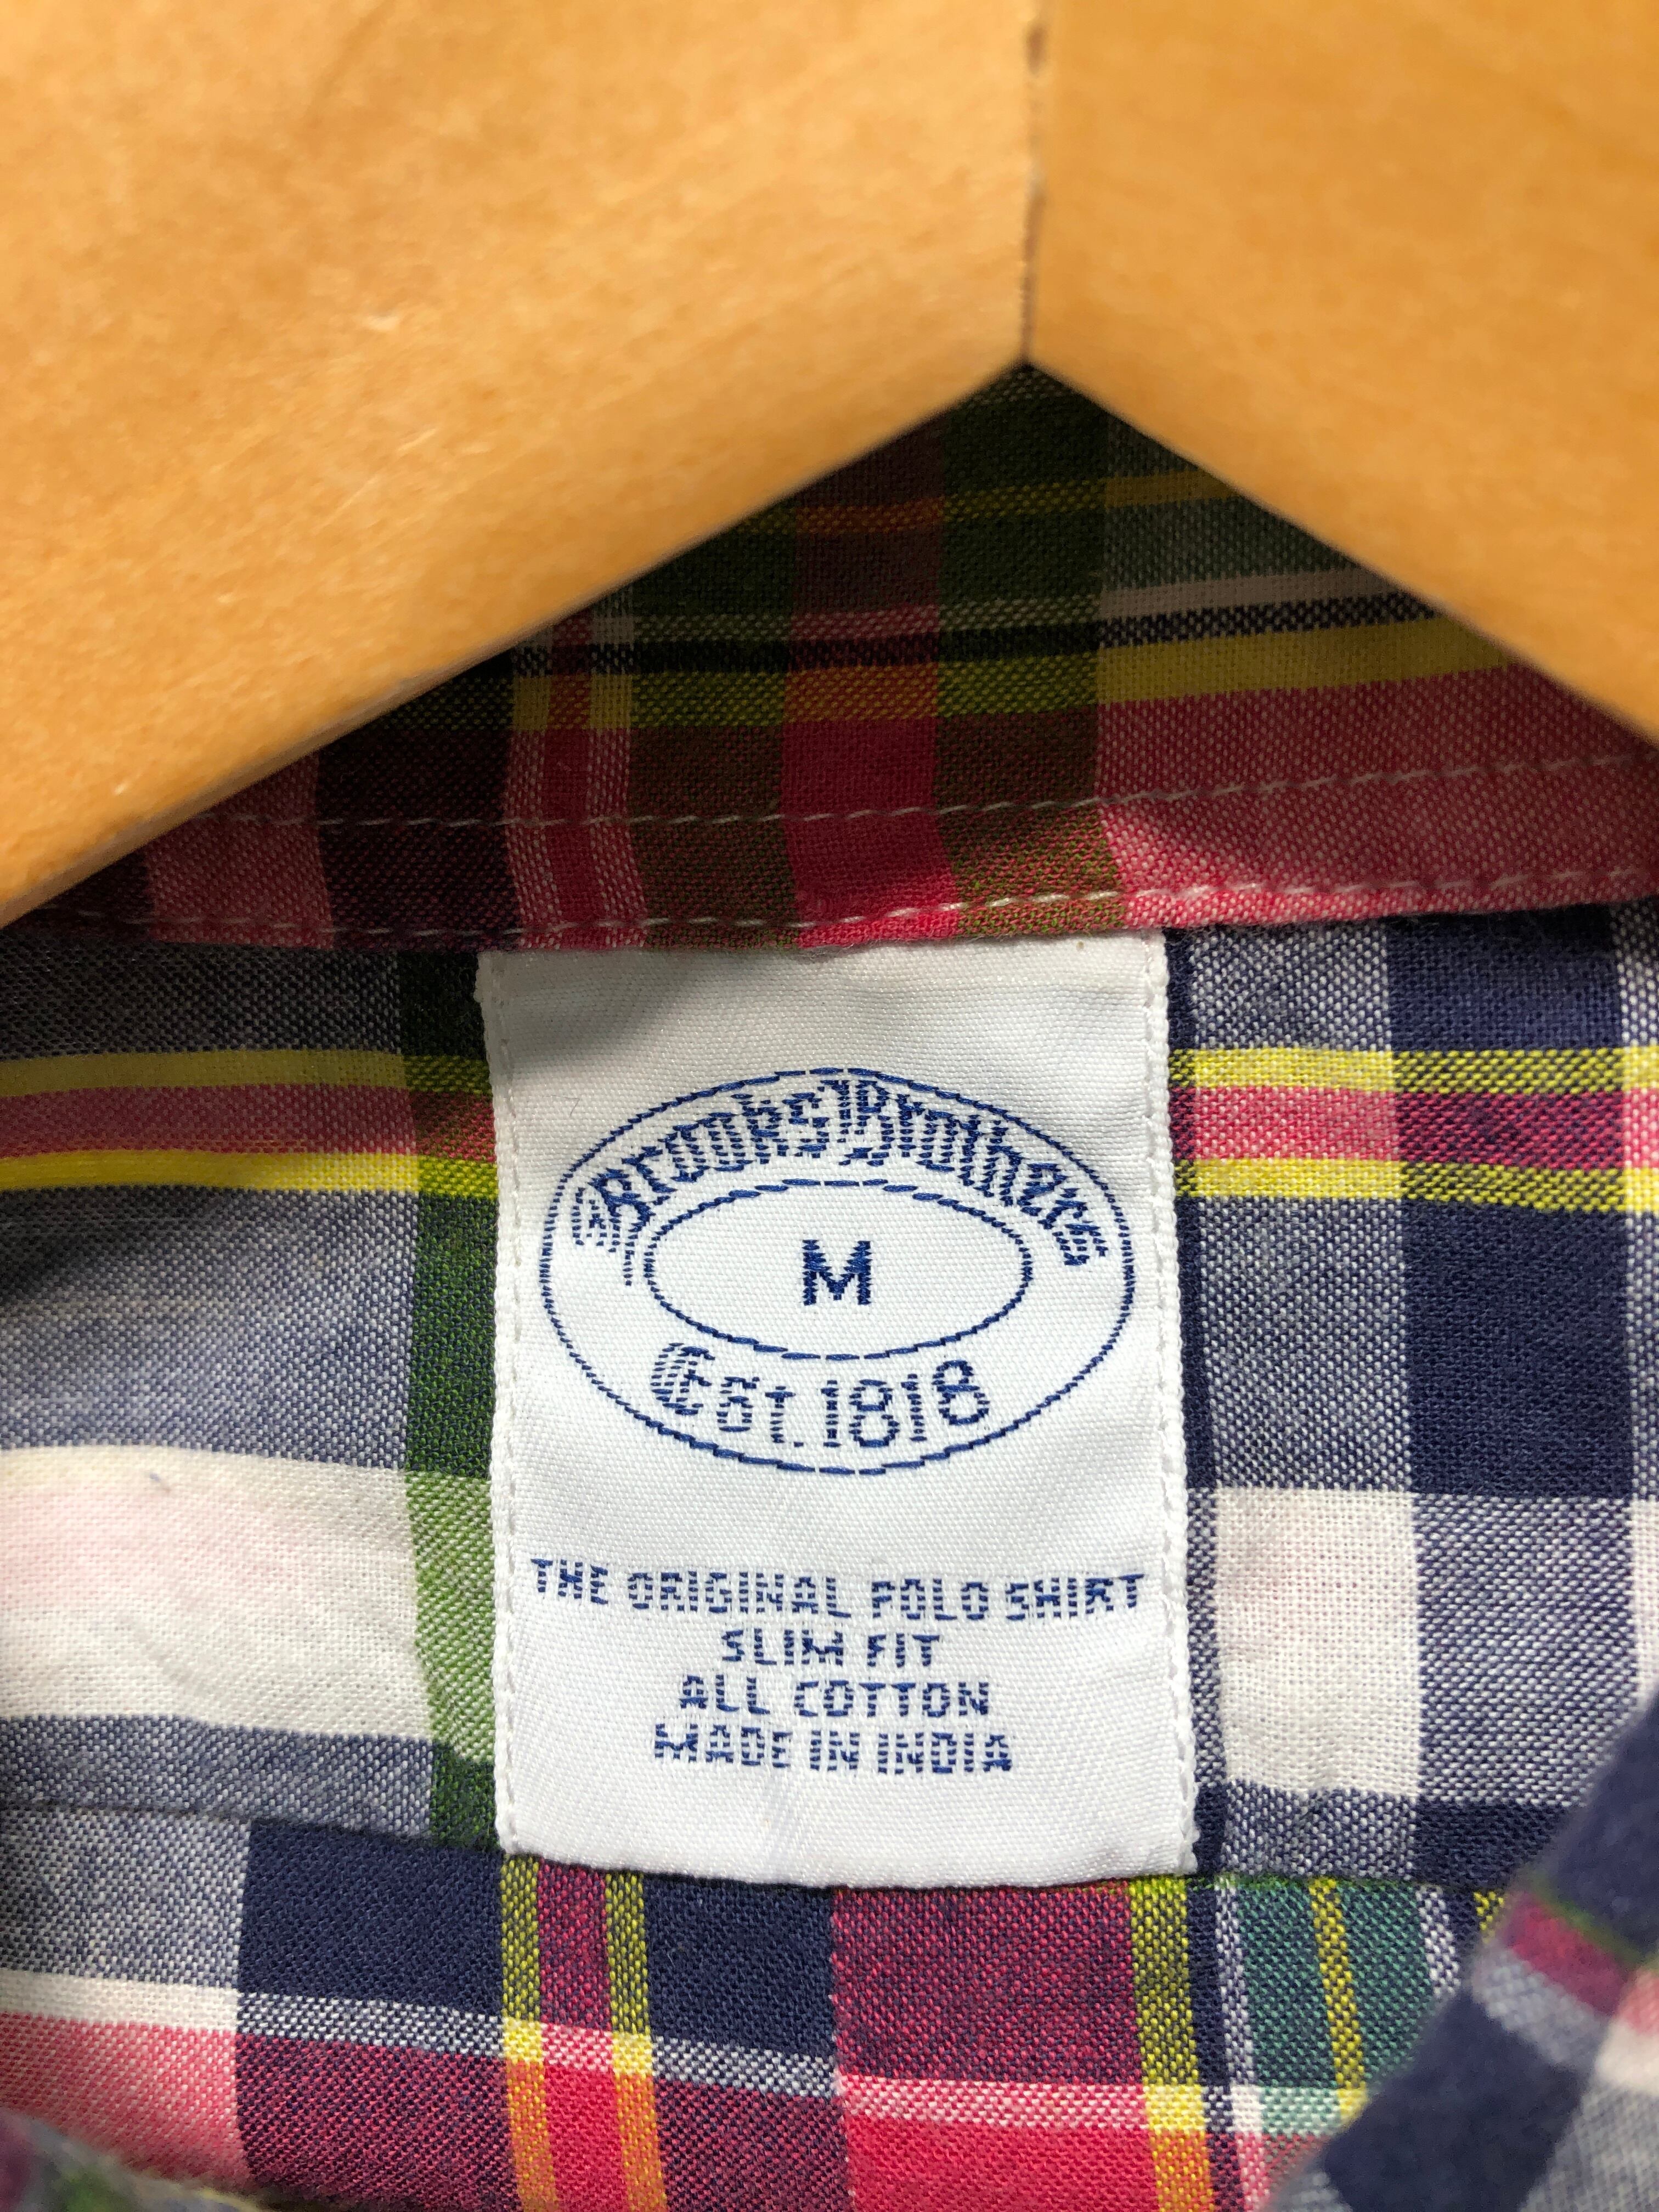 Brooks Brothers
M
Est. 1818
THE ORIGINAL POLO SHIRT
SLIM FIT
ALL COTTON
MADE IN INDIA